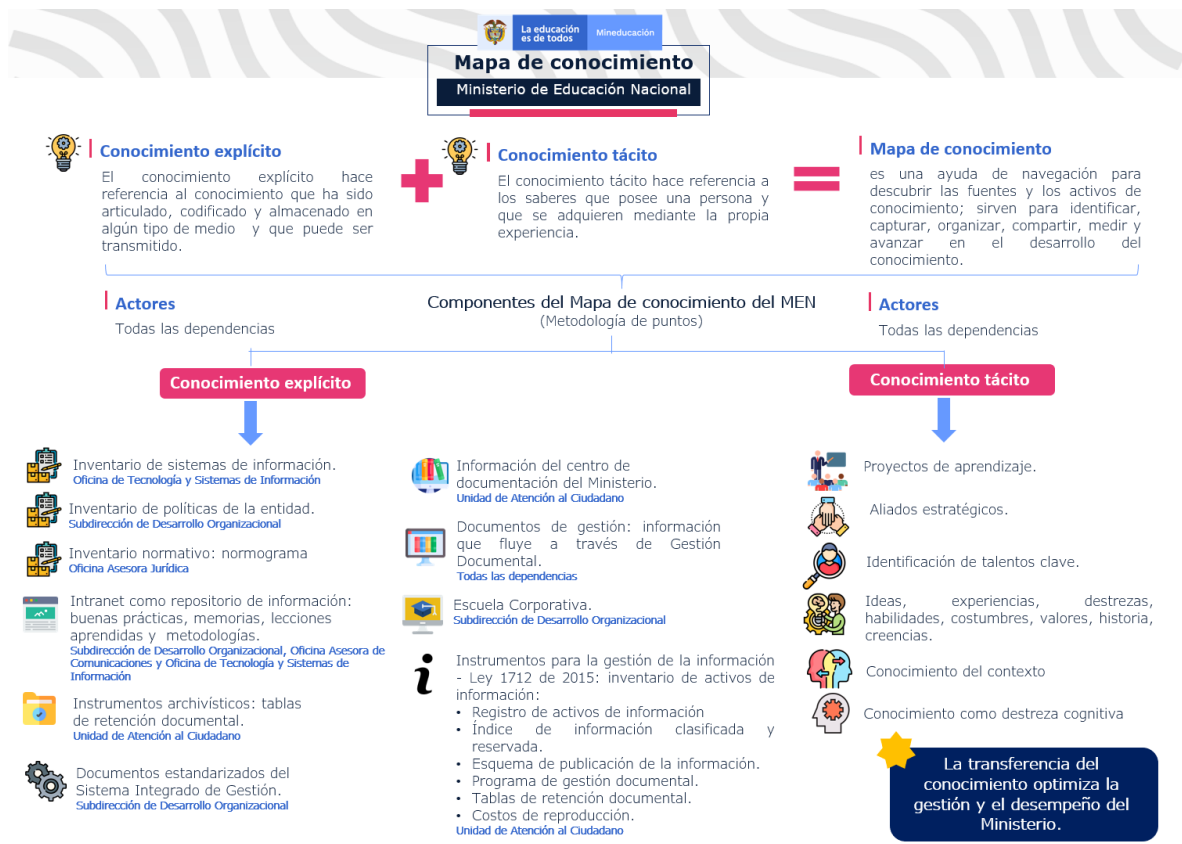 La educación
es de todos
Mineducación
Mapa de conocimiento
Ministerio de Educación Nacional
Conocimiento explícito
El conocimiento explícito hace
referencia al conocimiento que ha sido
articulado, codificado y almacenado en
algún tipo de medio y que puede ser
transmitido.
Conocimiento tácito
El conocimiento tácito hace referencia a
los saberes que posee una persona y
que se adquieren mediante la propia
experiencia.
Mapa de conocimiento
es una ayuda de navegación para
descubrir las fuentes y los activos de
conocimiento; sirven para identificar,
capturar, organizar, compartir, medir y
avanzar en el desarrollo del
conocimiento.
Actores
Todas las dependencias
Componentes del Mapa de conocimiento del MEN
(Metodología de puntos)
Actores
Todas las dependencias
Conocimiento explícito
Inventario de sistemas de información.
Oficina de Tecnología y Sistemas de Información
Inventario de políticas de la entidad.
Subdirección de Desarrollo Organizacional
Inventario normativo: normograma
Oficina Asesora Jurídica
Intranet como repositorio de información:
buenas prácticas, memorias, lecciones
aprendidas y metodologías.
Subdirección de Desarrollo Organizacional, Oficina Asesora de
Comunicaciones y Oficina de Tecnología y Sistemas de
Información
Instrumentos archivísticos: tablas
de retención documental.
Unidad de Atención al Ciudadano
Documentos estandarizados del
Sistema Integrado de Gestión.
Subdirección de Desarrollo Organizacional
Información del centro de
documentación del Ministerio.
Unidad de Atención al Ciudadano
Documentos de gestión: información
que fluye a través de Gestión
Documental.
Todas las dependencias
Escuela Corporativa.
Subdirección de Desarrollo Organizacional
Instrumentos para la gestión de la información
- Ley 1712 de 2015: inventario de activos de
información:
• Registro de activos de información
• Índice de información clasificada y
reservada.
• Esquema de publicación de la información.
• Programa de gestión documental.
• Tablas de retención documental.
• Costos de reproducción.
Unidad de Atención al Ciudadano
Conocimiento tácito
Proyectos de aprendizaje.
Aliados estratégicos.
Identificación de talentos clave.
Ideas, experiencias, destrezas,
habilidades, costumbres, valores, historia,
creencias.
Conocimiento del contexto
Conocimiento como destreza cognitiva
La transferencia del
conocimiento optimiza la
gestión y el desempeño del
Ministerio.